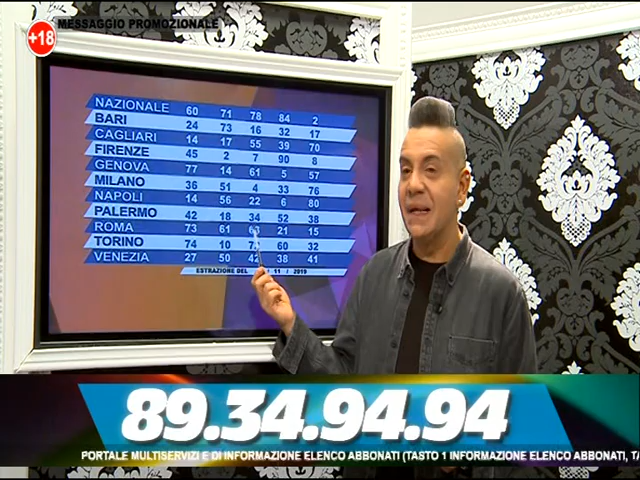 MESSAGGIO PROMOZIONALE
+18
NAZIONALE 60 71 78 84 2
BARI 24 73 16 32 17
CAGLIARI 14 17 55 39 70
FIRENZE 45 2 7 90 8
GENOVA 77 14 61 5 57
MILANO 36 51 4 33 76
NAPOLI 14 56 22 6 80
PALERMO 42 18 34 52 38
ROMA 73 61 21 15
TORINO 74 10 60 32
VENEZIA 27 50 42 38 41
ESTRAZIONE DEL / 11 / 2019
89.34.94.94
PORTALE MULTISERVIZI E DI INFORMAZIONE ELENCO ABBONATI (TASTO 1 INFORMAZIONE ELENCO ABBONATI, TA